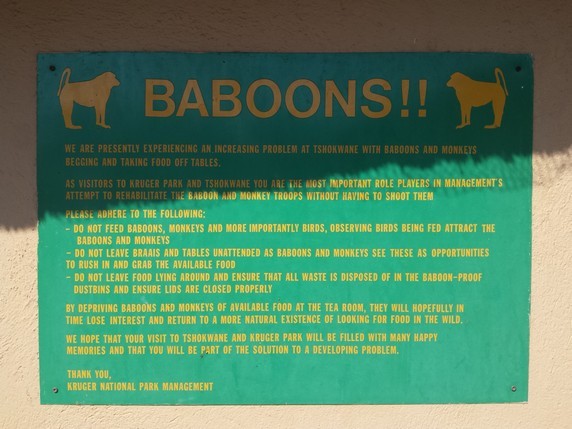 BABOONS!!
WE ARE PRESENTLY EXPERIENCING AN INCREASING PROBLEM AT TSHOKWANE WITH BABOONS AND MONKEYS
BEGGING AND TAKING FOOD OFF TABLES.
AS VISITORS TO KRUGER PARK AND TSHOKWANE YOU ARE THE MOST IMPORTANT ROLE PLAYERS IN MANAGEMENT'S
ATTEMPT TO REHABILITATE THE BABOON AND MONKEY TROOPS WITHOUT HAVING TO SHOOT THEM
PLEASE ADHERE TO THE FOLLOWING:
- DO NOT FEED BABOONS, MONKEYS AND MORE IMPORTANTLY BIRDS, OBSERVING BIRDS BEING FED ATTRACT THE
BABOONS AND MONKEYS
- DO NOT LEAVE BRAAIS AND TABLES UNATTENDED AS BABOONS AND MONKEYS SEE THESE AS OPPORTUNITIES
TO RUSH IN AND GRAB THE AVAILABLE FOOD
- DO NOT LEAVE FOOD LYING AROUND AND ENSURE THAT ALL WASTE IS DISPOSED OF IN THE BABOON-PROOF
DUSTBINS AND ENSURE LIDS ARE CLOSED PROPERLY
BY DEPRIVING BABOONS AND MONKEYS OF AVAILABLE FOOD AT THE TEA ROOM, THEY WILL HOPEFULLY IN
TIME LOSE INTEREST AND RETURN TO A MORE NATURAL EXISTENCE OF LOOKING FOR FOOD IN THE WILD.
WE HOPE THAT YOUR VISIT TO TSHOKWANE AND KRUGER PARK WILL BE FILLED WITH MANY HAPPY
MEMORIES AND THAT YOU WILL BE PART OF THE SOLUTION TO A DEVELOPING PROBLEM.
THANK YOU,
KRUGER NATIONAL PARK MANAGEMENT